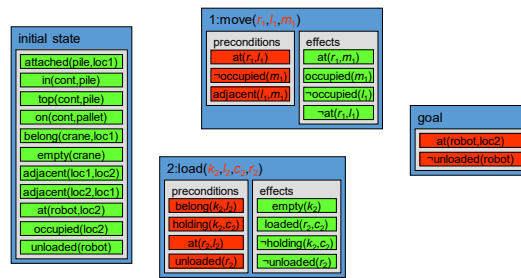 initial state
attached(pile,loc1)
in(cont,pile)
top(cont,pile)
on(cont,pallet)
belong(crane,loc1)
empty(crane)
adjacent(loc1,loc2)
adjacent(loc2,loc1)
at(robot,loc2)
occupied(loc2)
unloaded(robot)
1:move(r₁,l₁,m₁)
preconditions
at(r₁,l₁)
¬occupied(m₁)
adjacent(l₁,m₁)
effects
at(r₁,m₁)
occupied(m₁)
¬occupied(l₁)
¬at(r₁,l₁)
2:load(k₂,l₂,c₂,r₂)
preconditions
belong(k₂,l₂)
holding(k₂,c₂)
at(r₂,l₂)
unloaded(r₂)
effects
empty(k₂)
loaded(r₂,c₂)
¬holding(k₂,c₂)
¬unloaded(r₂)
goal
at(robot,loc2)
¬unloaded(robot)